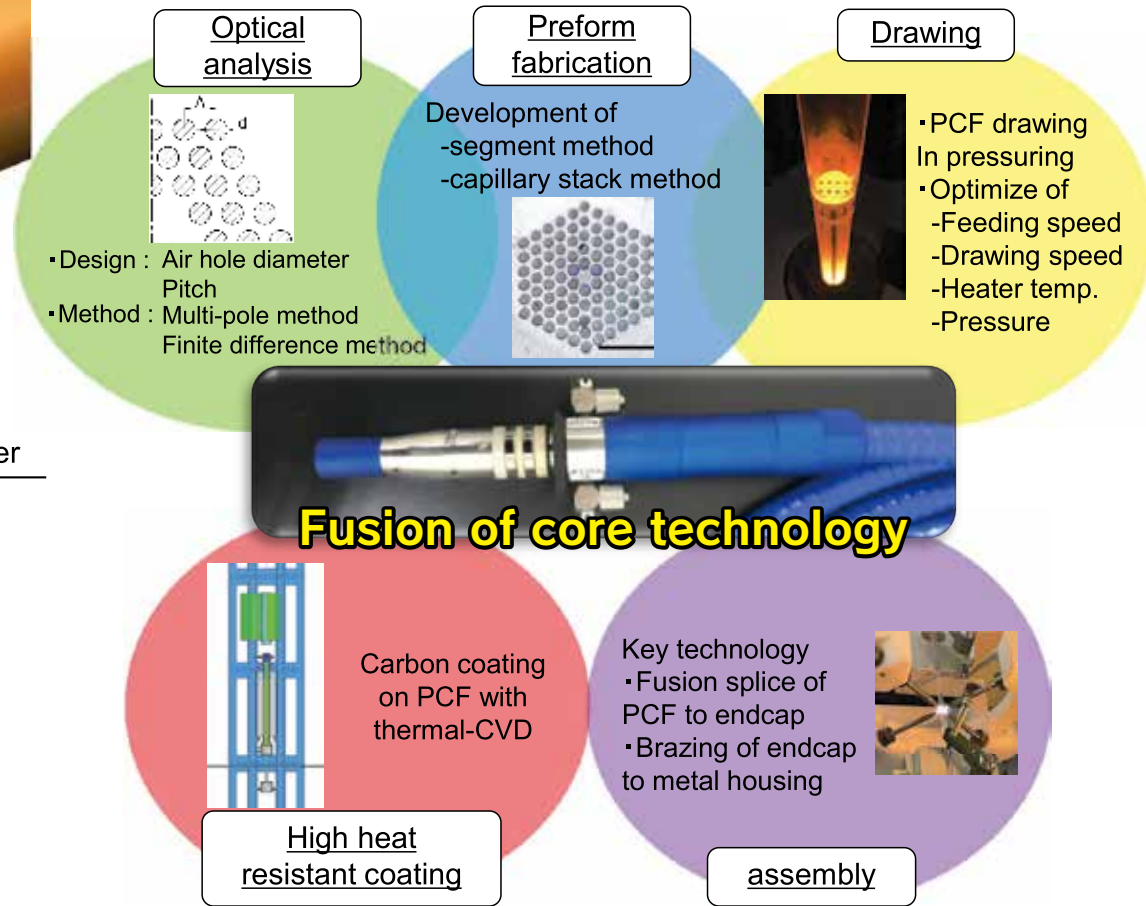 Optical
analysis
Λ
d
・Design : Air hole diameter
Pitch
・Method : Multi-pole method
Finite difference method
Preform
fabrication
Development of
-segment method
-capillary stack method
Drawing
・PCF drawing
In pressuring
・Optimize of
-Feeding speed
-Drawing speed
-Heater temp.
-Pressure
er
Fusion of core technology
Carbon coating
on PCF with
thermal-CVD
High heat
resistant coating
Key technology
・Fusion splice of
PCF to endcap
・Brazing of endcap
to metal housing
assembly